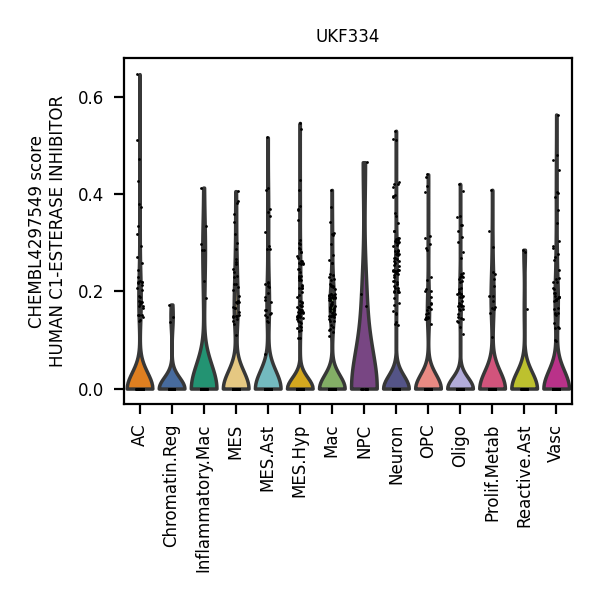 UKF334
CHEMBL4297549 score
HUMAN C1-ESTERASE INHIBITOR
0.6
0.4
0.2
0.0
AC
Chromatin.Reg
Inflammatory.Mac
MES
MES.Ast
MES.Hyp
Mac
NPC
Neuron
OPC
Oligo
Prolif.Metab
Reactive.Ast
Vasc